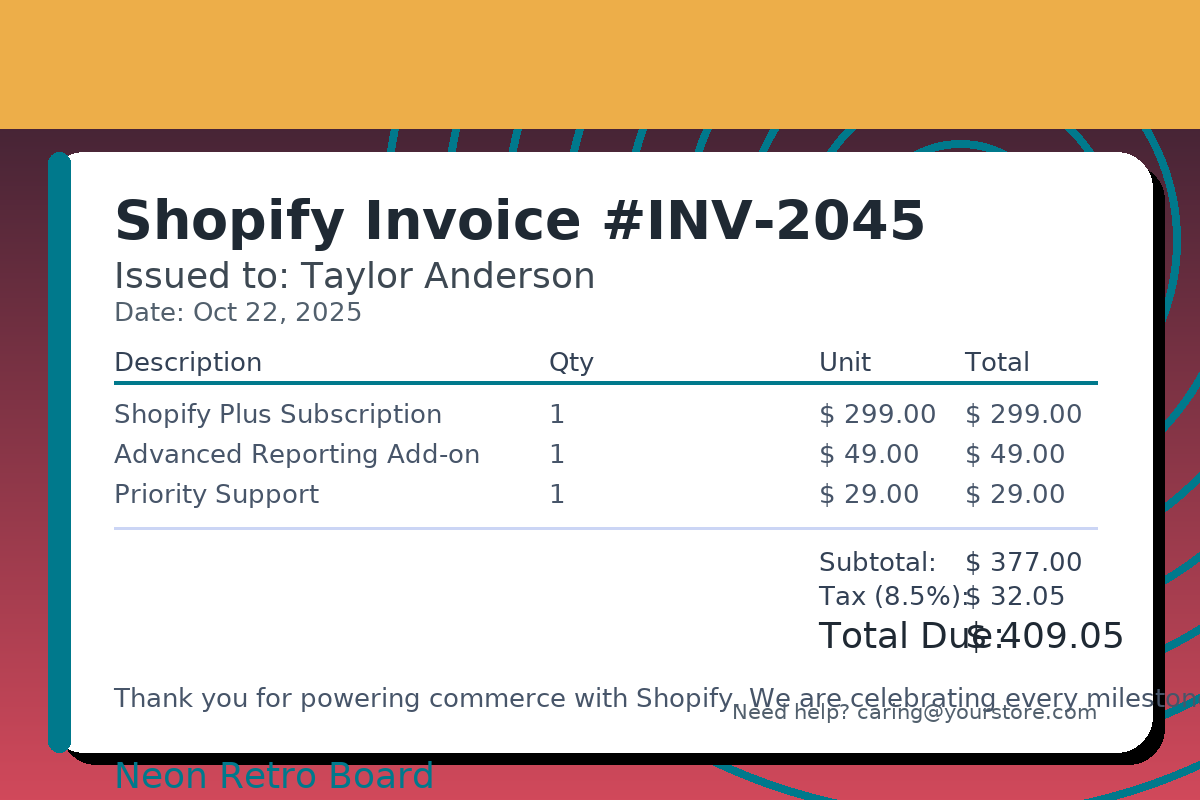 Shopify Invoice #INV-2045
Issued to: Taylor Anderson
Date: Oct 22, 2025
Description Qty Unit Total
Shopify Plus Subscription 1 $ 299.00 $ 299.00
Advanced Reporting Add-on 1 $ 49.00 $ 49.00
Priority Support 1 $ 29.00 $ 29.00
Subtotal: $ 377.00
Tax (8.5%): $ 32.05
Total Due: $ 409.05
Thank you for powering commerce with Shopify. We are celebrating every
Need help? caring@yourstore.com
Neon Retro Board